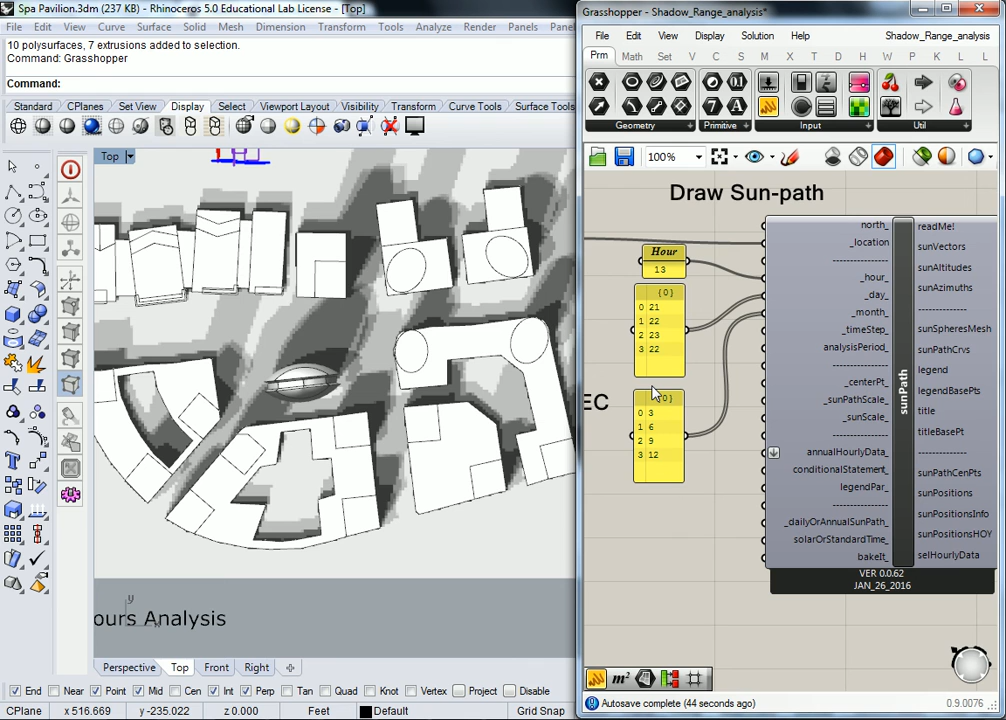 Spa Pavilion.3dm (237 KB) - Rhinoceros 5.0 Educational Lab License - [Top]
File Edit View Curve Surface Solid Mesh Dimension Transform Tools Analyze Render Panels Panels
10 polysurfaces, 7 extrusions added to selection.
Command: Grasshopper
Command:
Standard CPlanes Set View Display Select Viewport Layout Visibility Transform Curve Tools Surface Tools
Top
ours Analysis
y
x
Perspective Top Front Right
End Near Point Mid Cen Int Perp Tan Quad Knot Vertex Project Disable
CPlane x 516.669 y -235.022 z 0.000 Feet Default Grid Snap
Grasshopper - Shadow_Range_analysis*
File Edit View Display Solution Help Shadow_Range_analysis
Prm Math S V C S M X T D H W P K L L
Geometry Primitive Input Util
100%
Draw Sun-path
Hour
13
{0}
0 21
1 22
2 23
3 22
{0}
0 3
1 6
2 9
3 12
EC
north_
_location
_hour_
_day_
_month_
_timeStep_
analysisPeriod_
_centerPt_
_sunPathScale_
_sunScale_
annualHourlyData_
conditionalStatement_
legendPar_
_dailyOrAnnualSunPath_
solarOrStandardTime_
bakeIt_
sunPath
readMe!
sunVectors
sunAltitudes
sunAzimuths
sunSpheresMesh
sunPathCrvs
legend
legendBasePts
title
titleBasePt
sunPathCenPts
sunPositions
sunPositionsInfo
sunPositionsHOY
selHourlyData
VER 0.0.62
JAN_26_2016
m²
Autosave complete (44 seconds ago) 0.9.0076